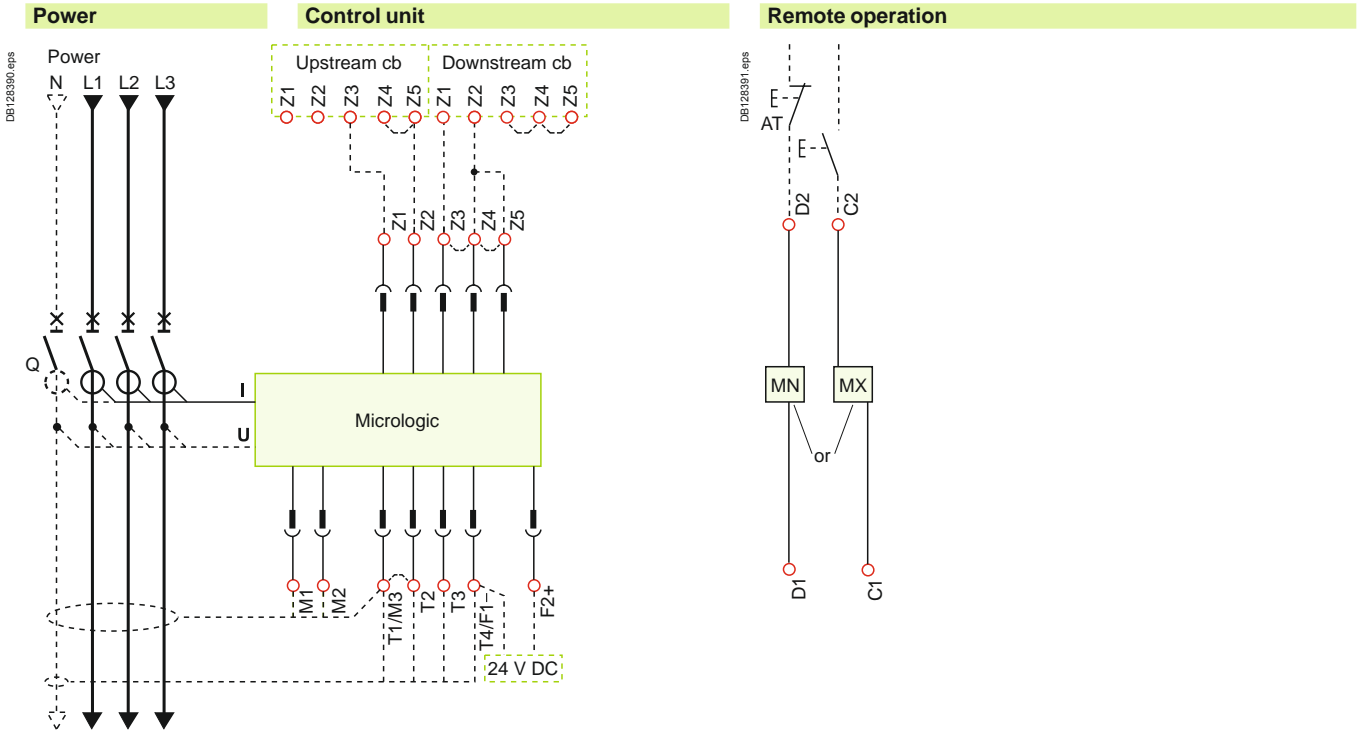 Power
Control unit
Remote operation
DB128390.eps
DB128391.eps
Power
N L1 L2 L3
Upstream cb
Downstream cb
Z1 Z2 Z3 Z4 Z5 Z1 Z2 Z3 Z4 Z5
E
AT
E
Z1 Z2 Z3 Z4 Z5
D2 C2
Q
I
U
Micrologic
MN
MX
or
M1 M2 T1/M3 T2 T3 T4/F1– F2+
24 V DC
D1 C1